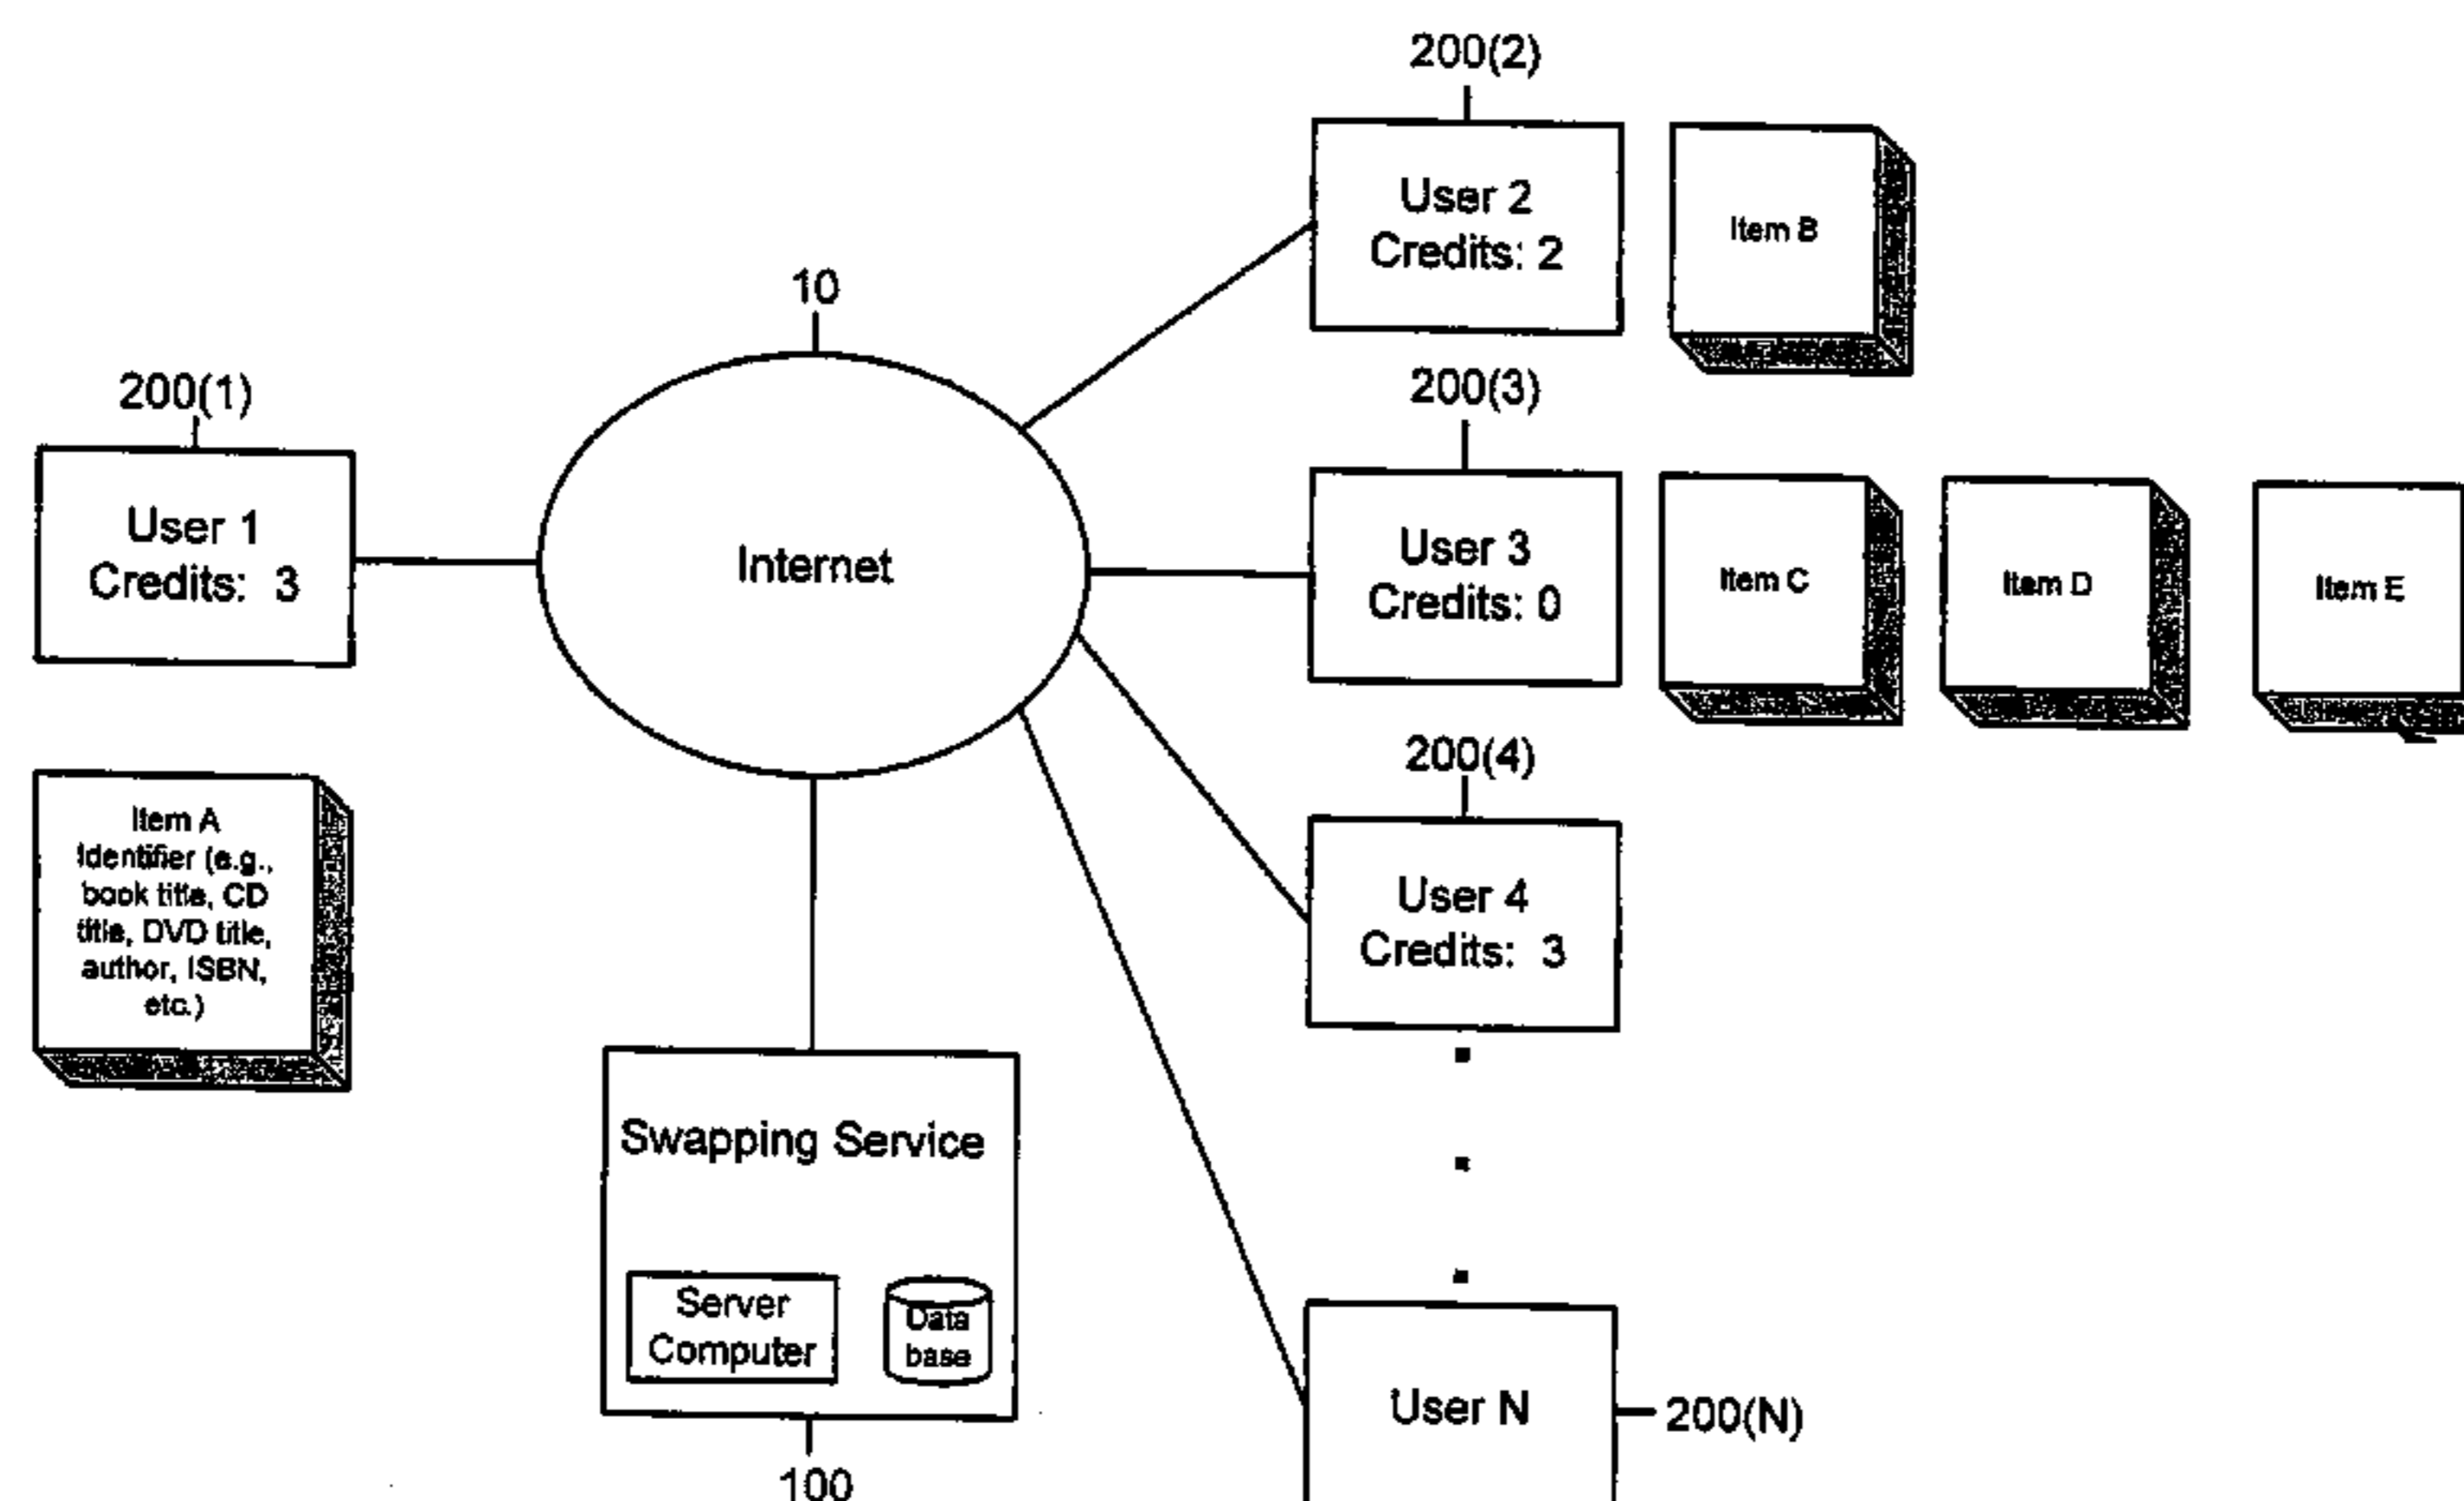 200(2)
User 2
Credits: 2
Item B
10
200(1)
User 1
Credits: 3
Internet
200(3)
User 3
Credits: 0
Item C
Item D
Item E
200(4)
User 4
Credits: 3
Item A
Identifier (e.g.,
book title, CD
title, DVD title,
author, ISBN,
etc.)
Swapping Service
Server
Computer
Data
base
100
User N
200(N)